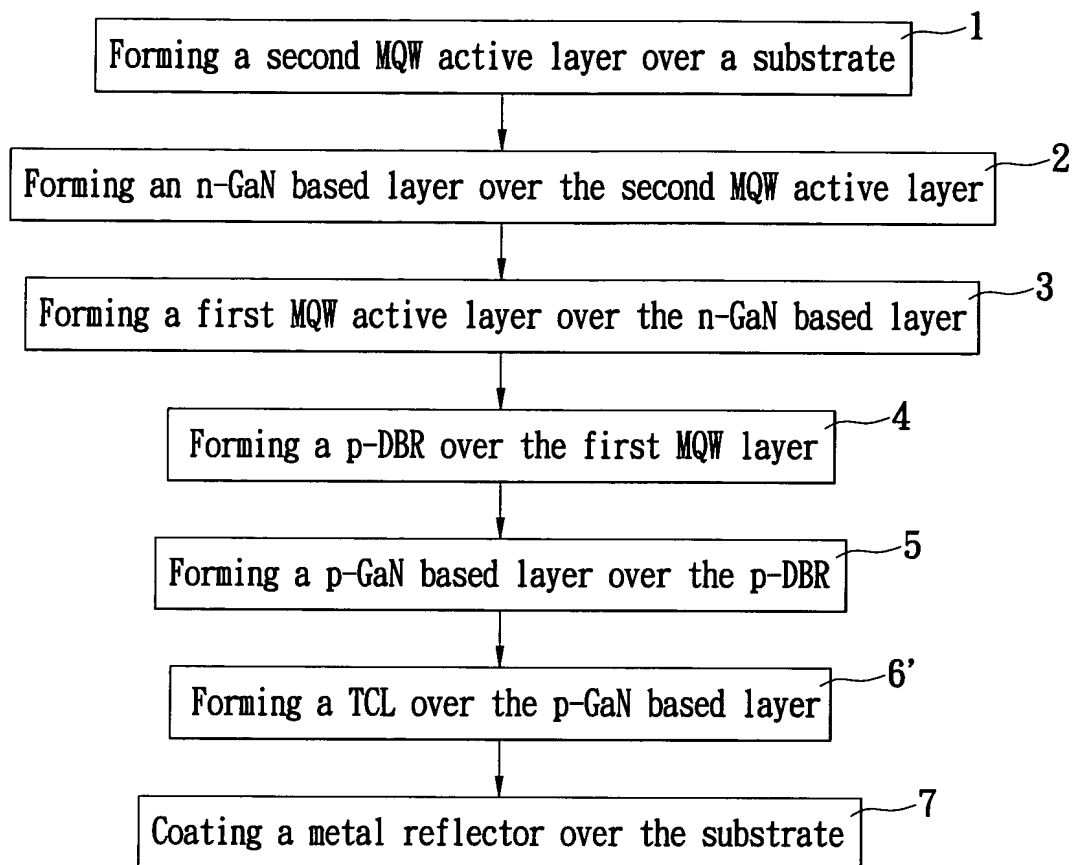 Forming a second MQW active layer over a substrate
1
Forming an n-GaN based layer over the second MQW active layer
2
Forming a first MQW active layer over the n-GaN based layer
3
Forming a p-DBR over the first MQW layer
4
Forming a p-GaN based layer over the p-DBR
5
Forming a TCL over the p-GaN based layer
6'
Coating a metal reflector over the substrate
7